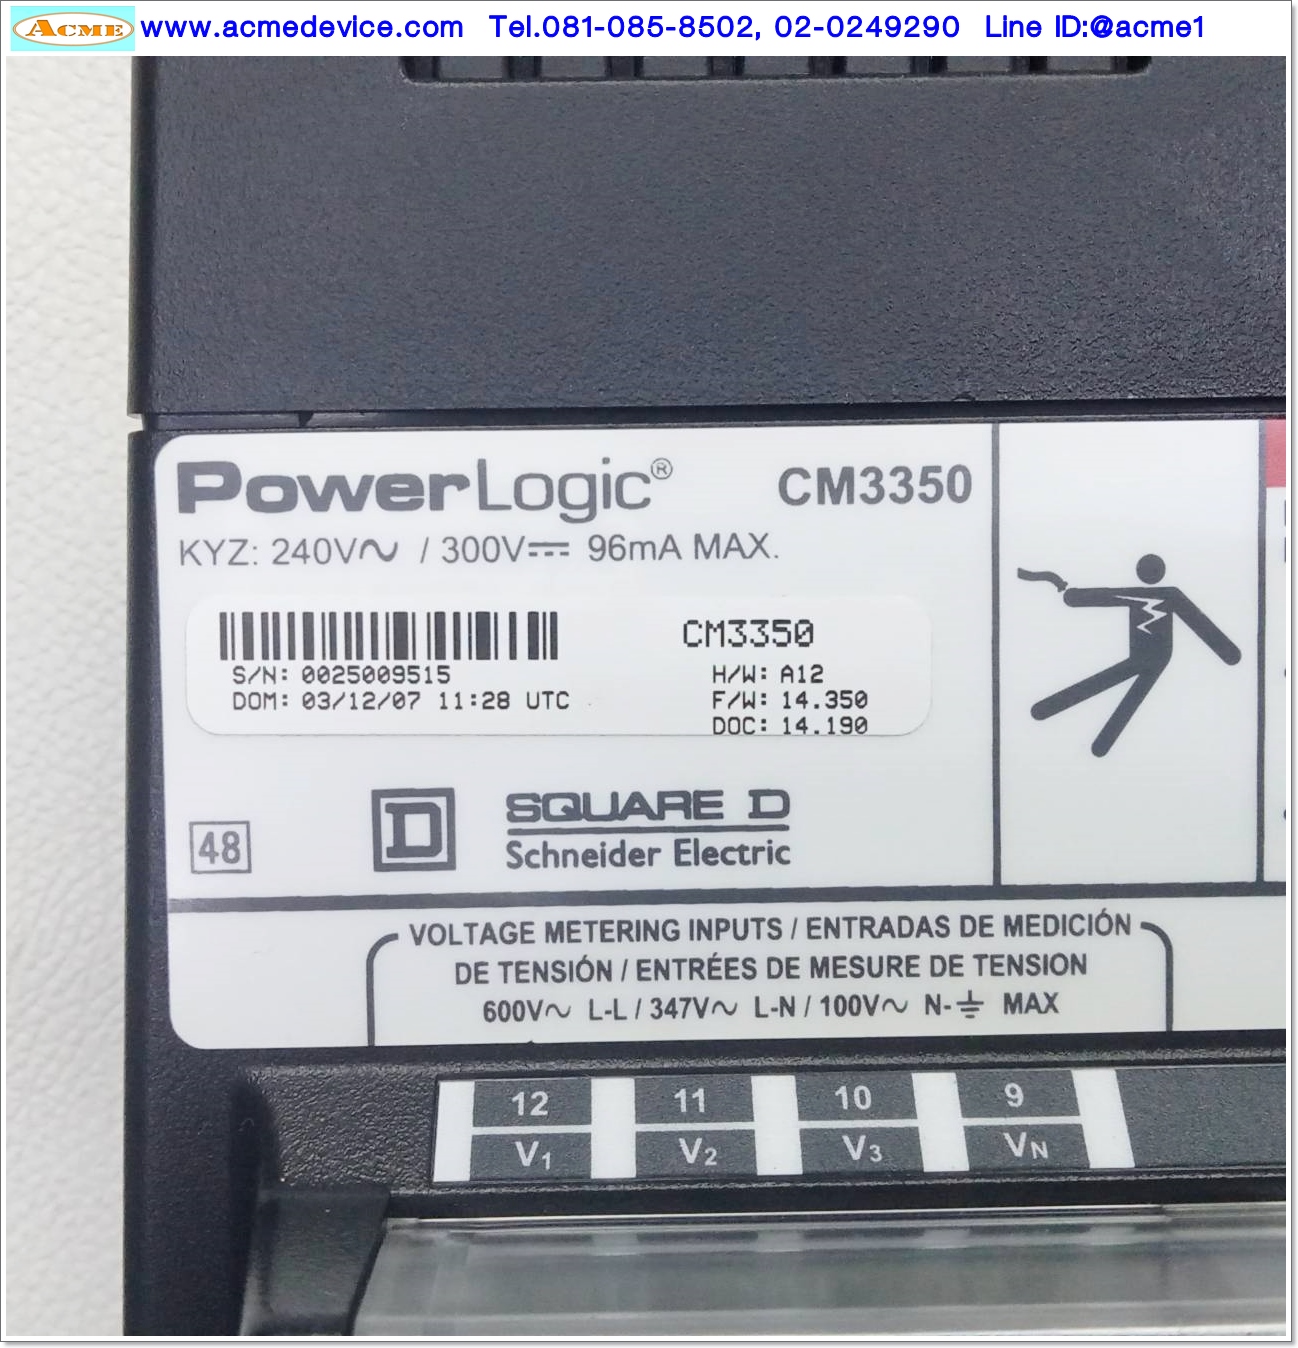 ACME www.acmedevice.com Tel.081-085-8502, 02-0249290 Line ID:@acme1
PowerLogic® CM3350
KYZ: 240V∿ / 300V⎓ 96mA MAX.
CM3350
S/N: 0025009515 H/W: A12
DOM: 03/12/07 11:28 UTC F/W: 14.350
DOC: 14.190
48 D SQUARE D
Schneider Electric
VOLTAGE METERING INPUTS / ENTRADAS DE MEDICIÓN
DE TENSIÓN / ENTRÉES DE MESURE DE TENSION
600V∿ L-L / 347V∿ L-N / 100V∿ N-⏚ MAX
12 11 10 9
V1 V2 V3 VN